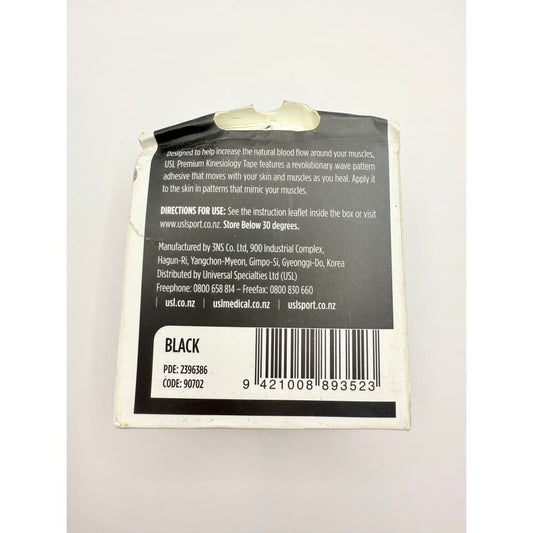 Designed to help increase the natural blood flow around your muscles,
USL Premium Kinesiology Tape features a revolutionary wave pattern
adhesive that moves with your skin and muscles as you heal. Apply it
to the skin in patterns that mimic your muscles.
DIRECTIONS FOR USE: See the instruction leaflet inside the box or visit
www.uslsport.co.nz. Store Below 30 degrees.
Manufactured by 3NS Co. Ltd, 900 Industrial Complex,
Hagun-Ri, Yangchon-Myeon, Gimpo-Si, Gyeonggi-Do, Korea
Distributed by Universal Specialties Ltd (USL)
Freephone: 0800 658 814 – Freefax: 0800 830 660
| usl.co.nz | uslmedical.co.nz | uslsport.co.nz
BLACK
PDE: 2396386
CODE: 90702
9 421008 893523